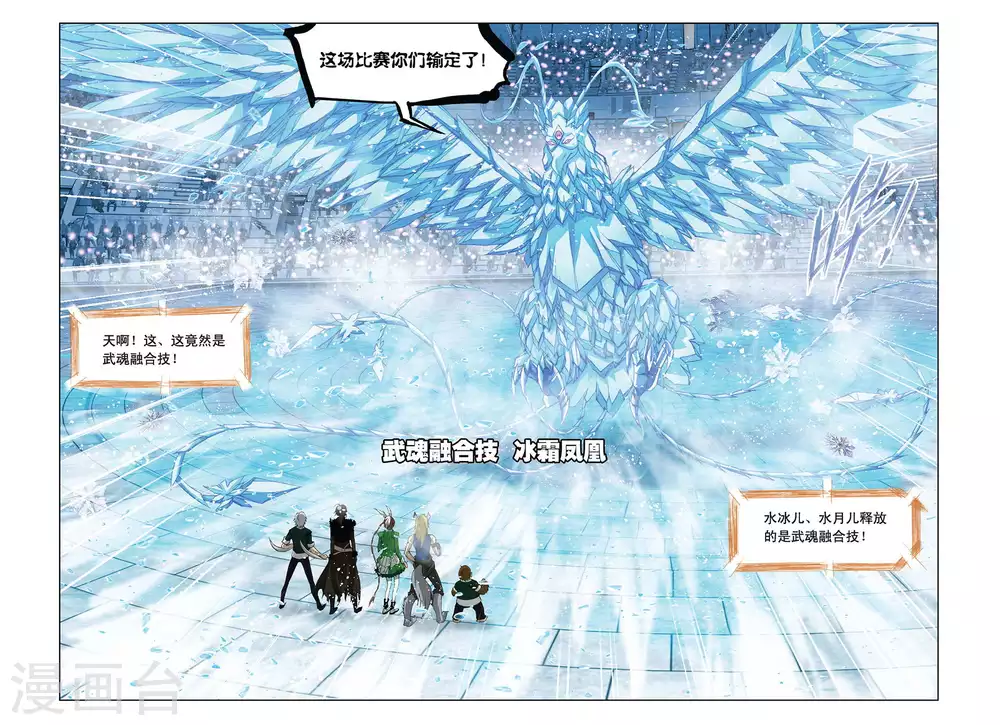 这场比赛你们输定了！
天啊！这、这竟然是
武魂融合技！
武魂融合技 冰霜凤凰
水冰儿、水月儿释放
的是武魂融合技！
漫画台